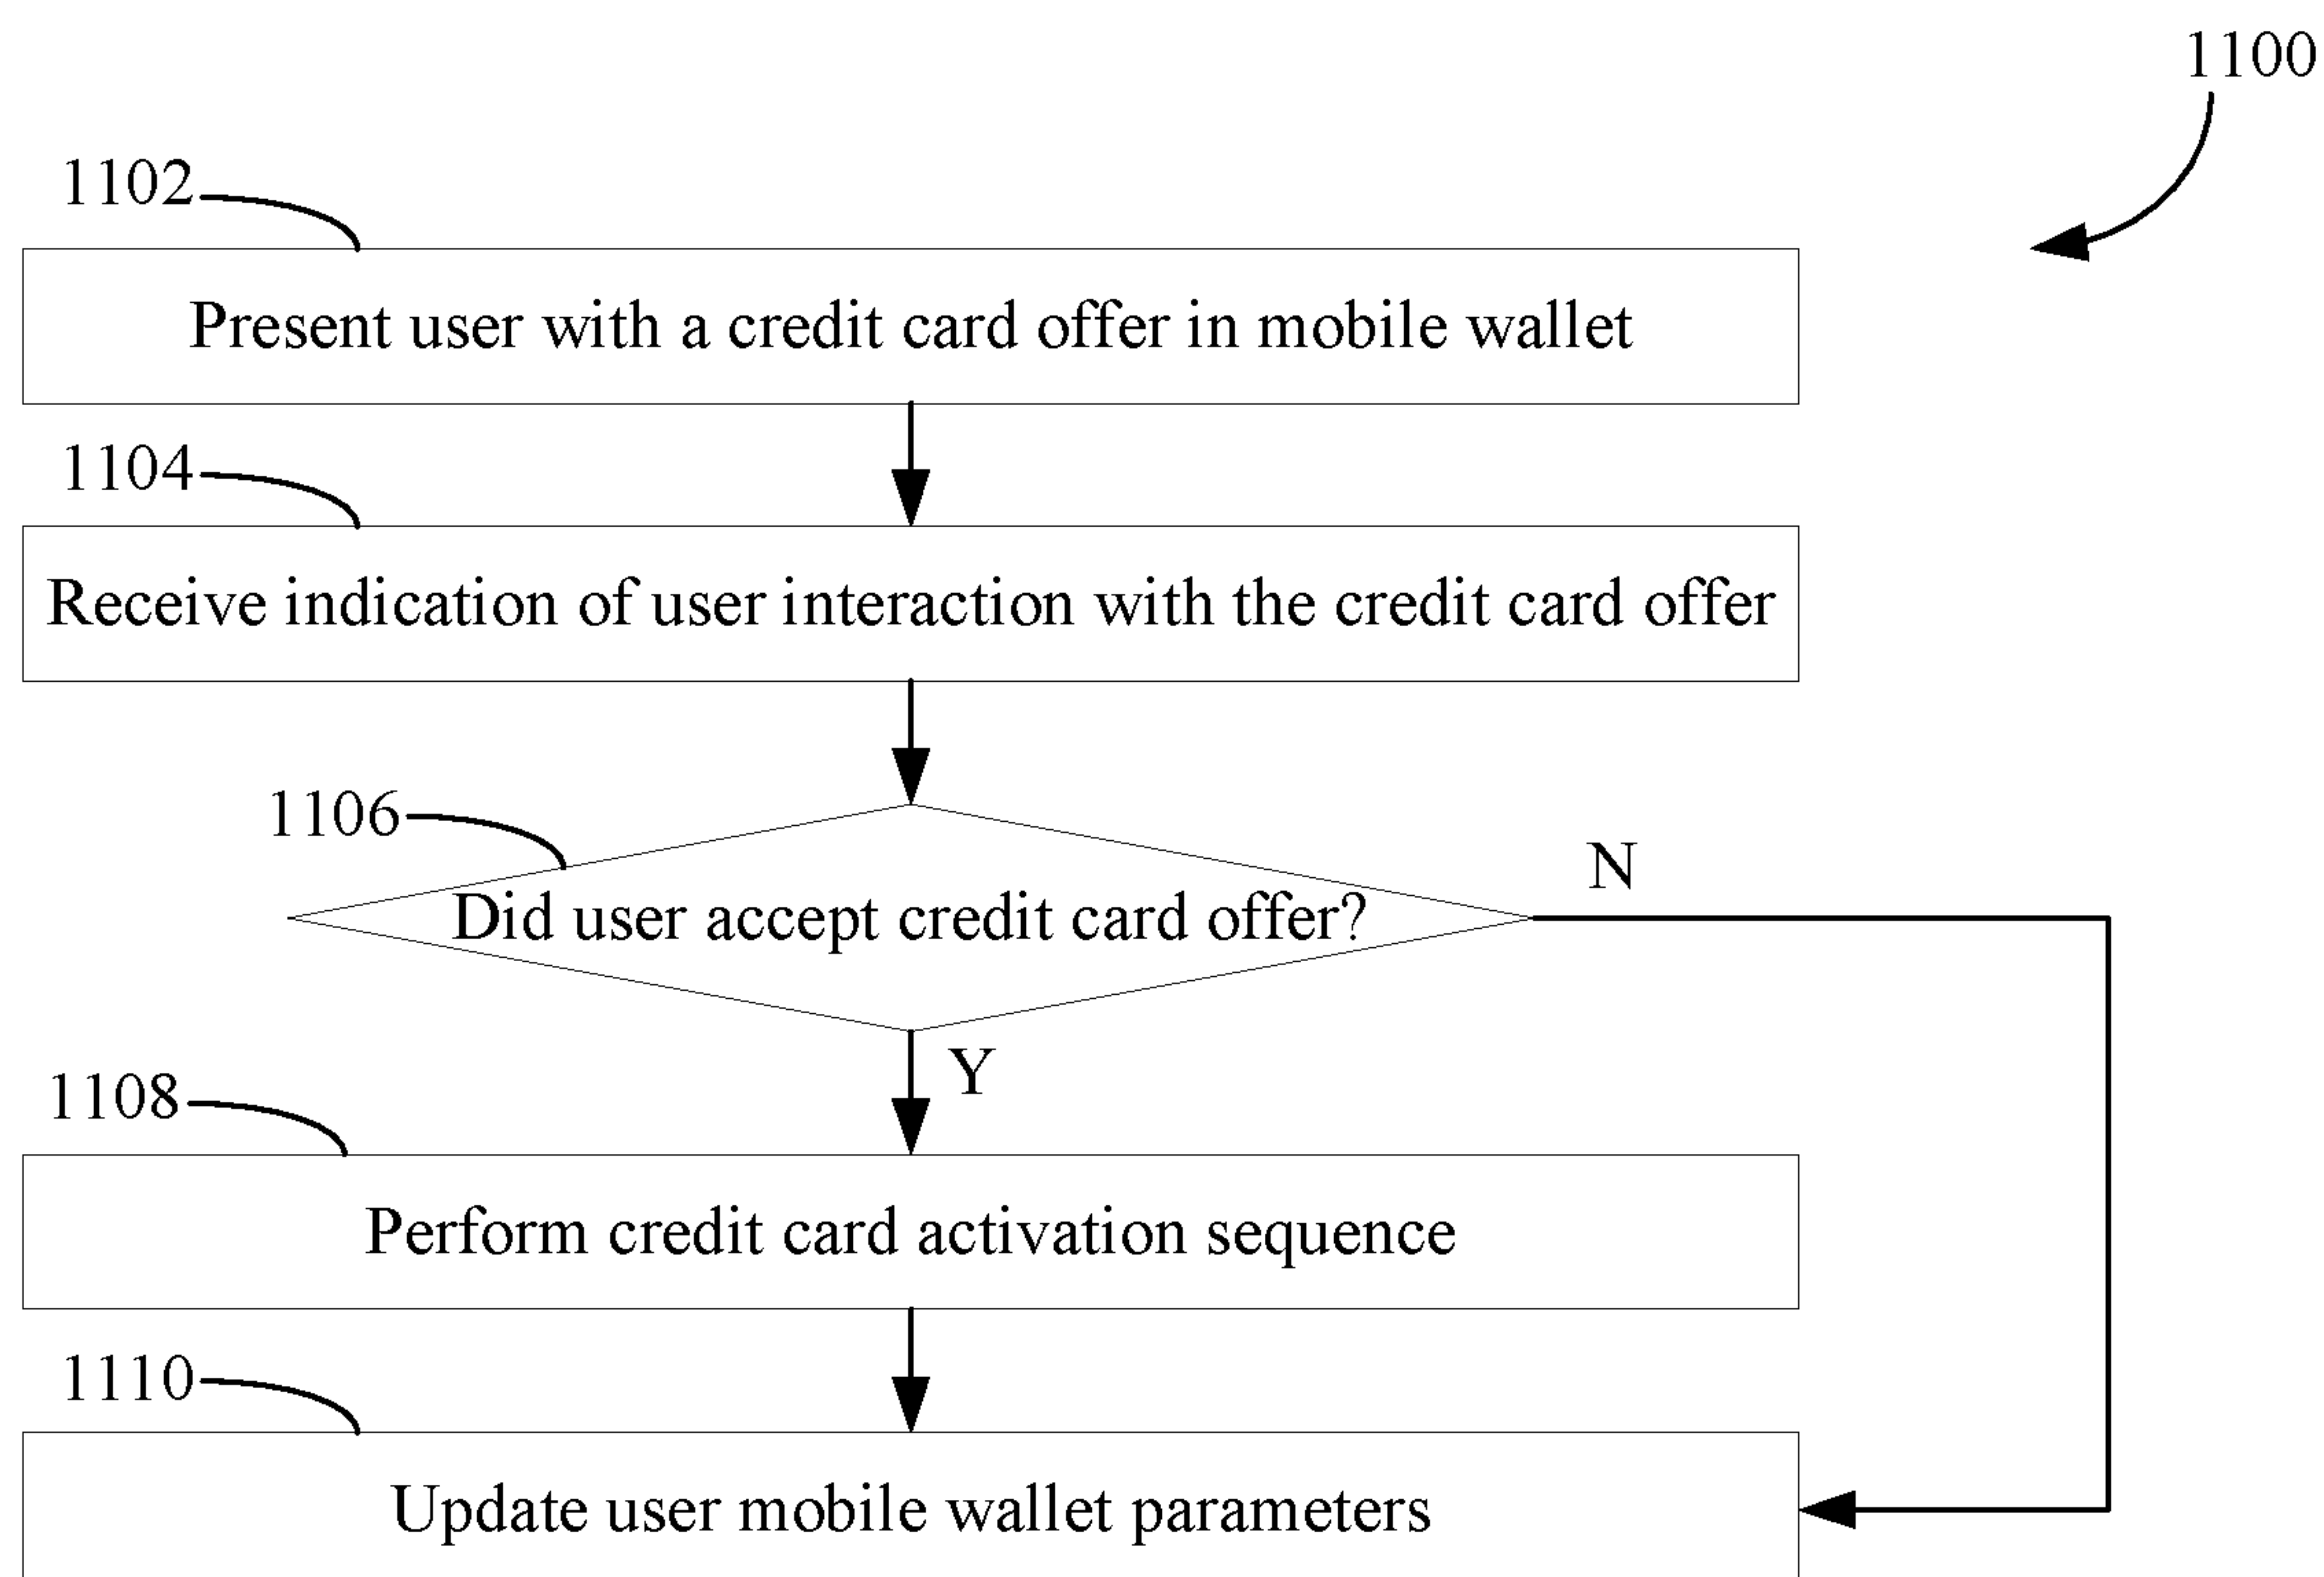 1100
1102
Present user with a credit card offer in mobile wallet
1104
Receive indication of user interaction with the credit card offer
1106
N
Did user accept credit card offer?
Y
1108
Perform credit card activation sequence
1110
Update user mobile wallet parameters